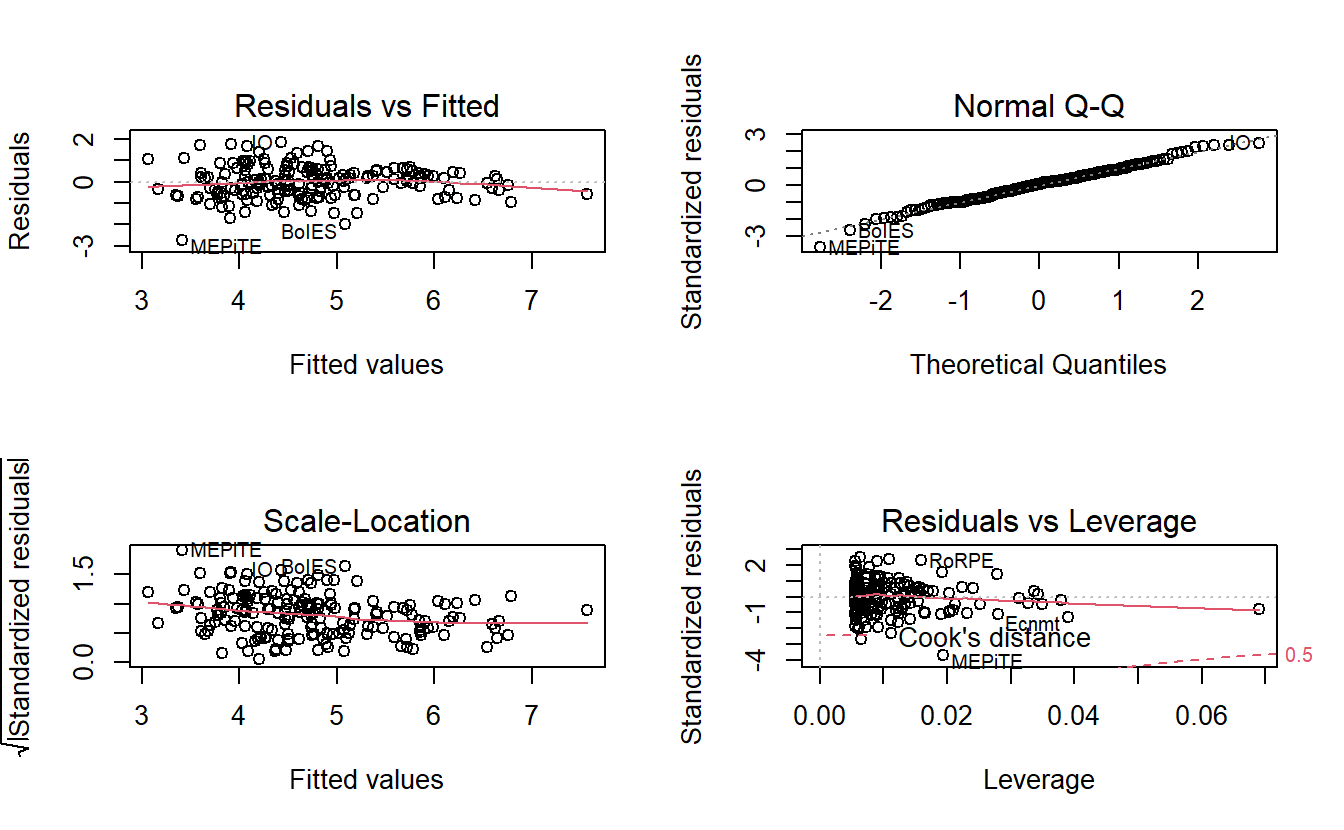 Residuals vs Fitted
Residuals
2
0
-3
IO
BoIES
MEPiTE
3
4
5
6
7
Fitted values
Normal Q-Q
Standardized residuals
3
0
-3
IO
BoIES
MEPiTE
-2
-1
0
1
2
Theoretical Quantiles
Scale-Location
√|Standardized residuals|
1.5
0.0
MEPiTE
IO
BoIES
3
4
5
6
7
Fitted values
Residuals vs Leverage
Standardized residuals
2
-1
-4
RoRPE
Ecnmt
Cook's distance
MEPiTE
0.5
0.00
0.02
0.04
0.06
Leverage